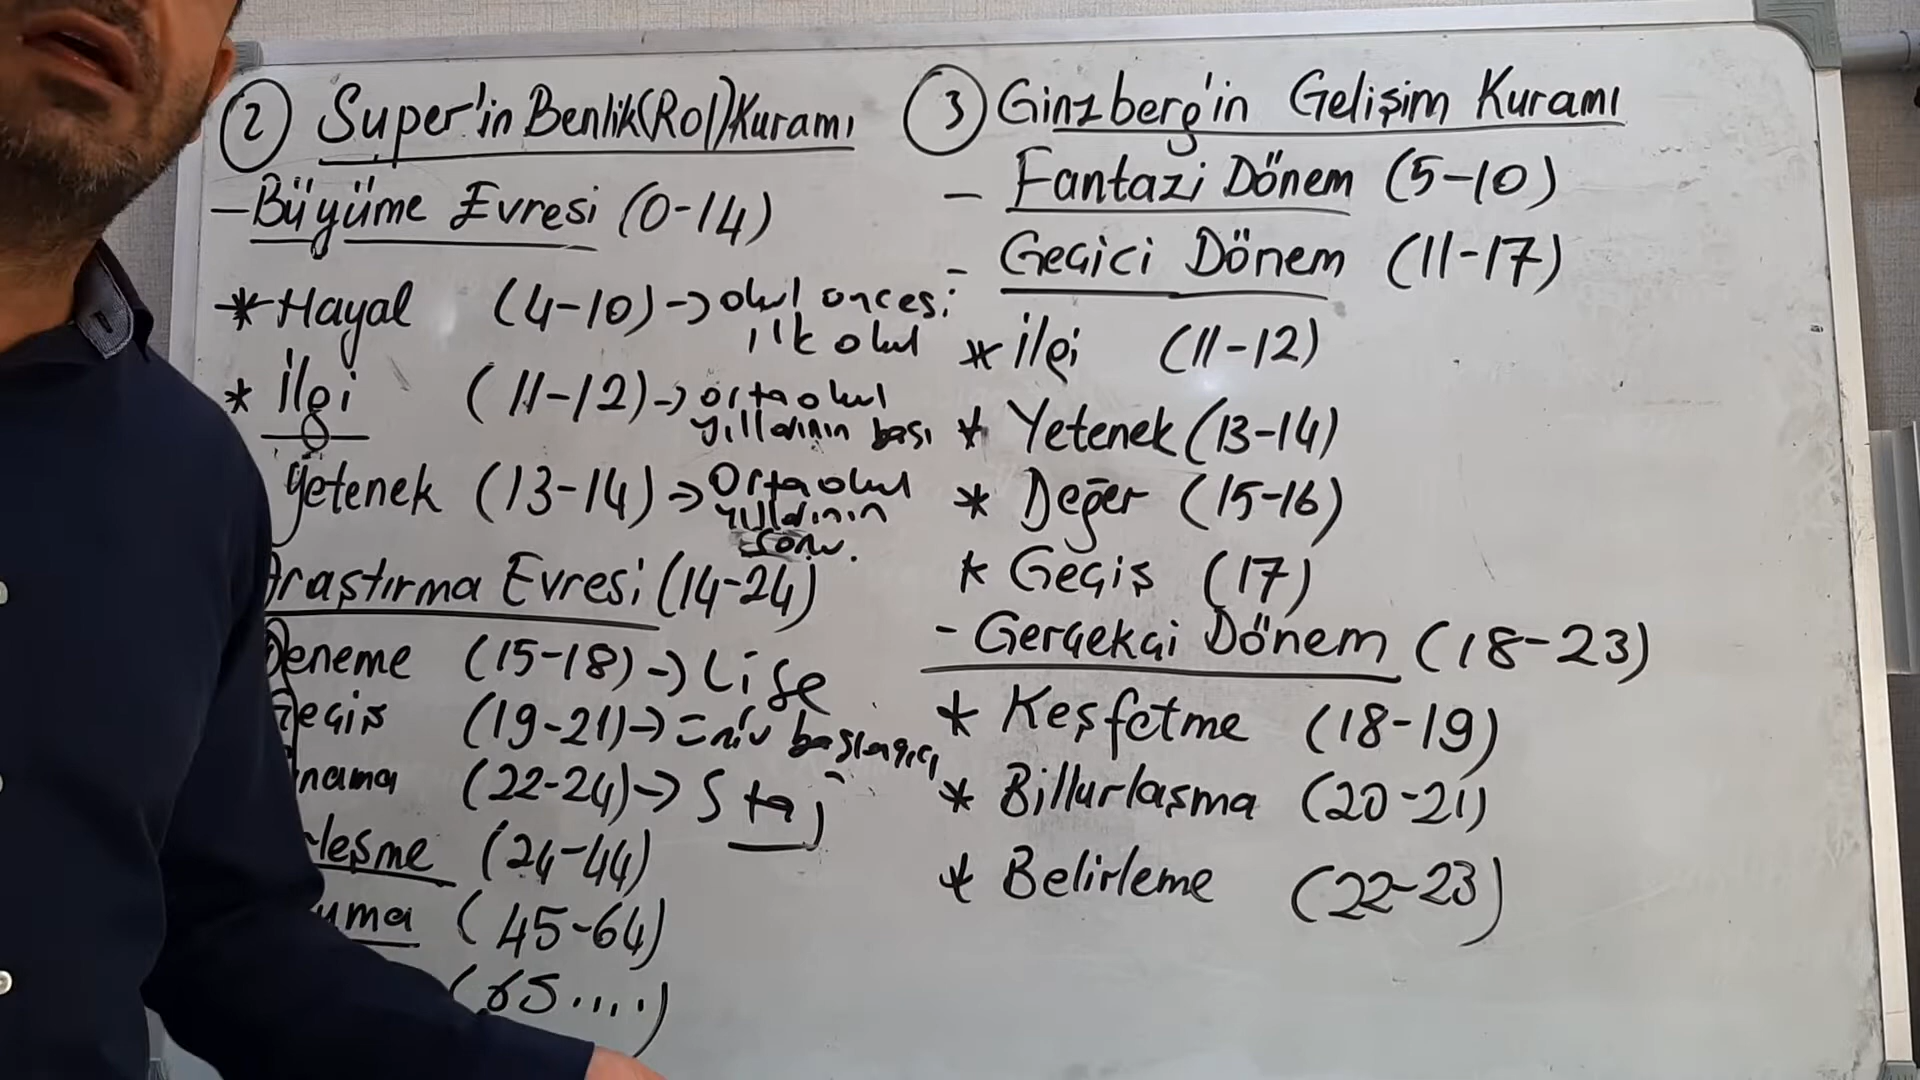 ② Super'in Benlik(Rol)Kuramı
-Büyüme Evresi (0-14)
*Hayal (4-10)→okul öncesi
ilkokul
* İlgi (11-12)→ortaokul
yıllarının başı
yetenek (13-14)→Ortaokul
yıllarının
sonu.
Araştırma Evresi (14-24)
Deneme (15-18)→Lise
Geçiş (19-21)→üniv başlangıcı
nama (22-24)→Staj
rleşme (24-44)
uma (45-64)
(65....)
③ Ginzberg'in Gelişim Kuramı
- Fantazi Dönem (5-10)
- Geçici Dönem (11-17)
* İlgi (11-12)
* Yetenek (13-14)
* Değer (15-16)
* Geçiş (17)
- Gerçekçi Dönem (18-23)
* Keşfetme (18-19)
* Billurlaşma (20-21)
* Belirleme (22-23)